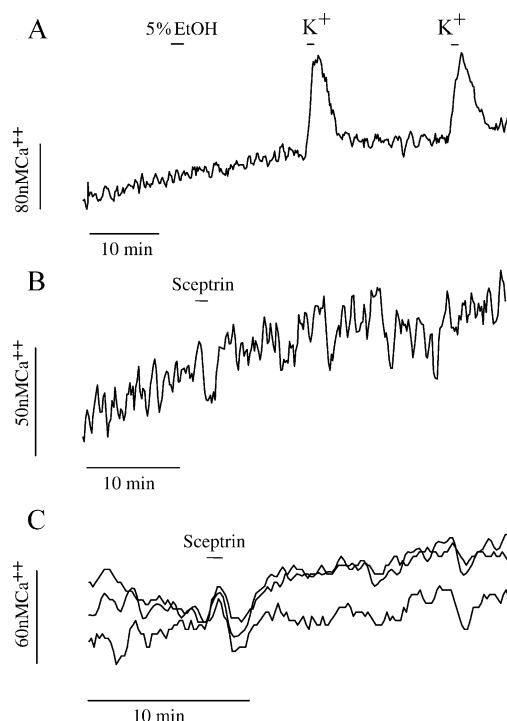 A
5% EtOH
K+
K+
80nMCa++
10 min
B
Sceptrin
50nMCa++
10 min
C
Sceptrin
60nMCa++
10 min